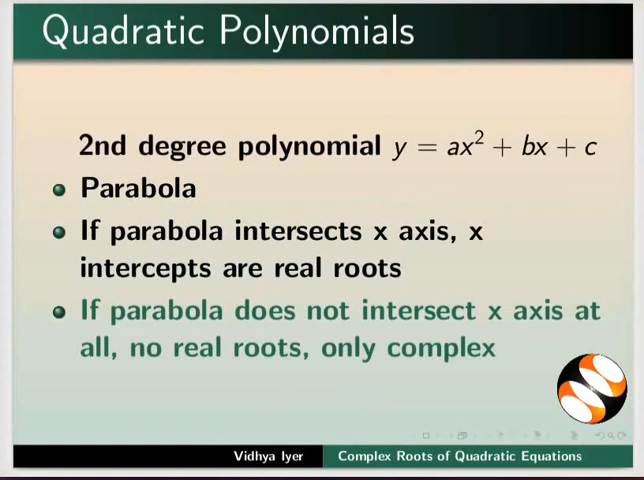 Quadratic Polynomials
2nd degree polynomial y = ax² + bx + c
Parabola
If parabola intersects x axis, x
intercepts are real roots
If parabola does not intersect x axis at
all, no real roots, only complex
Vidhya Iyer
Complex Roots of Quadratic Equations